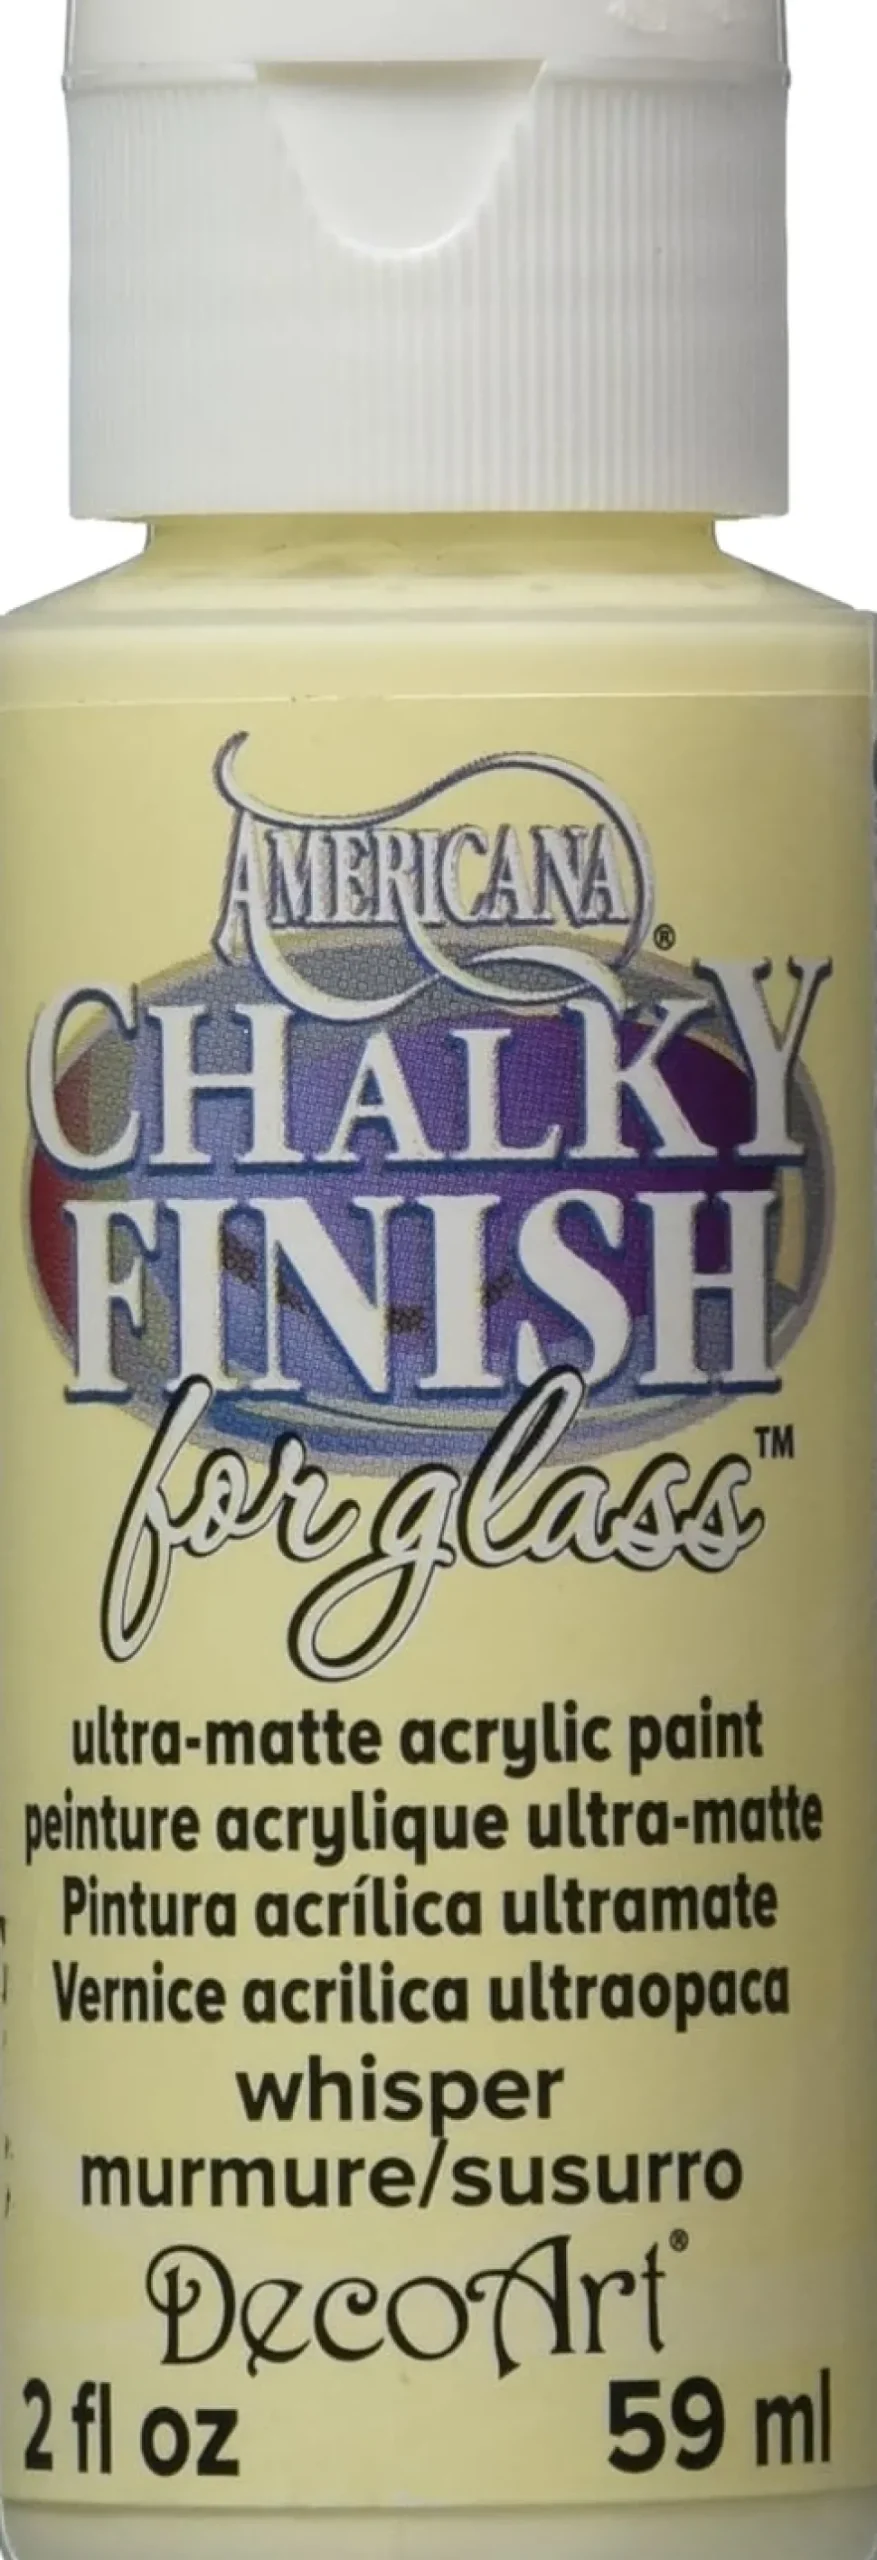 AMERICANA®
CHALKY
FINISH
for glass™
ultra-matte acrylic paint
peinture acrylique ultra-matte
Pintura acrílica ultramate
Vernice acrilica ultraopaca
whisper
murmure/susurro
DecoArt®
2 fl oz 59 ml